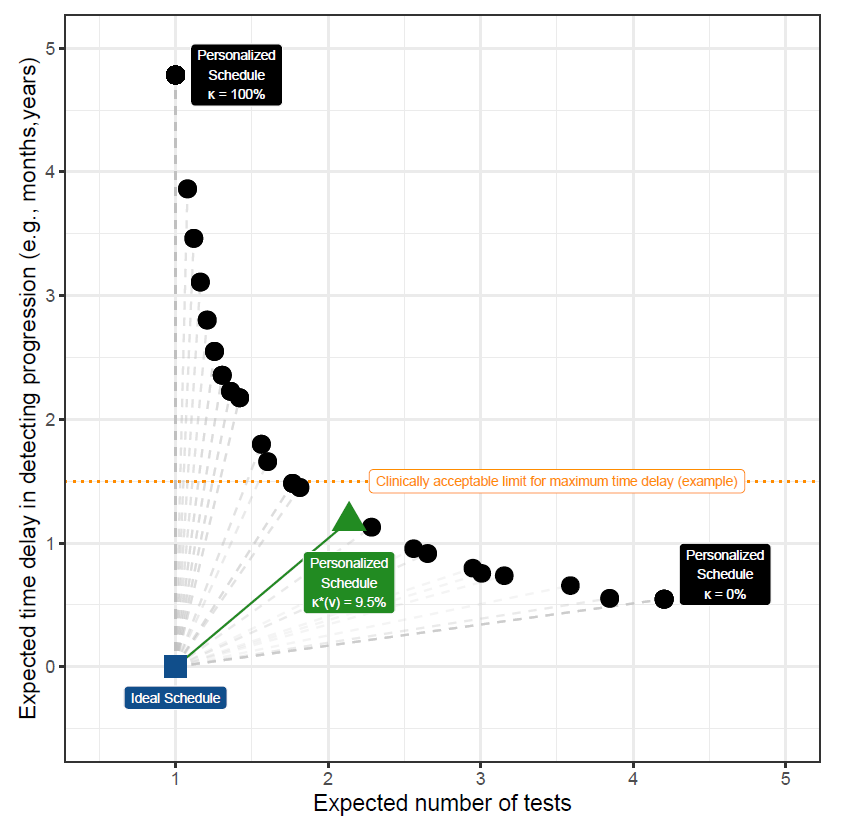 Expected time delay in detecting progression (e.g., months,years)
5
4
3
2
1
0
Personalized
Schedule
κ = 100%
Clinically acceptable limit for maximum time delay (example)
Personalized
Schedule
κ*(v) = 9.5%
Personalized
Schedule
κ = 0%
Ideal Schedule
1
2
3
4
5
Expected number of tests